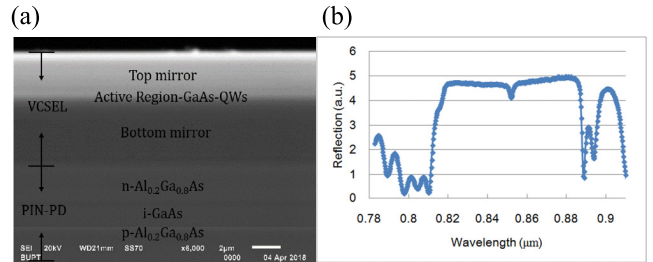 (a)
Top mirror
VCSEL
Active Region-GaAs-QWs
Bottom mirror
n-Al0.2Ga0.8As
PIN-PD
i-GaAs
p-Al0.2Ga0.8As
SEI 20kV WD21mm SS70 x6,000 2μm
BUPT 0000 04 Apr 2018
(b)
Reflection (a.u.)
6
5
4
3
2
1
0
0.78 0.8 0.82 0.84 0.86 0.88 0.9
Wavelength (μm)